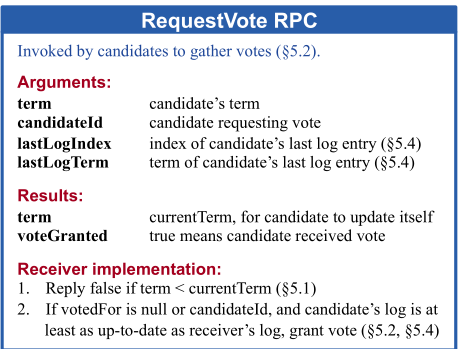 RequestVote RPC
Invoked by candidates to gather votes (§5.2).
Arguments:
term candidate’s term
candidateId candidate requesting vote
lastLogIndex index of candidate’s last log entry (§5.4)
lastLogTerm term of candidate’s last log entry (§5.4)
Results:
term currentTerm, for candidate to update itself
voteGranted true means candidate received vote
Receiver implementation:
1. Reply false if term < currentTerm (§5.1)
2. If votedFor is null or candidateId, and candidate’s log is at
least as up-to-date as receiver’s log, grant vote (§5.2, §5.4)